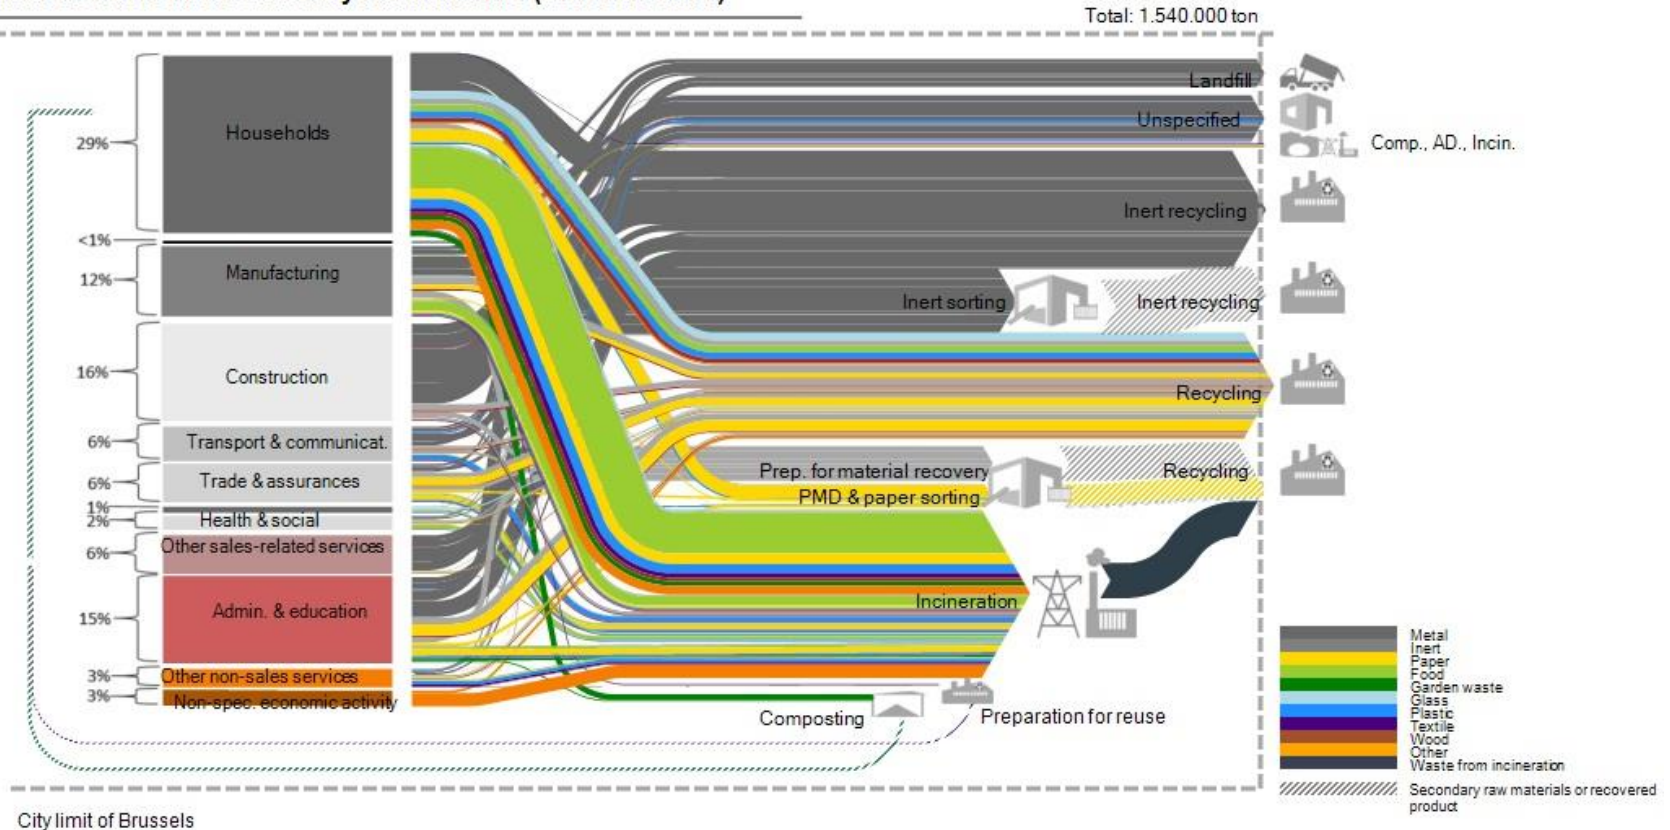 Total: 1.540.000 ton
Landfill
Unspecified
Comp., AD., Incin.
Inert recycling
Inert sorting
Inert recycling
Recycling
Prep. for material recovery
PMD & paper sorting
Recycling
Incineration
Composting
Preparation for reuse
29%
Households
<1%
12%
Manufacturing
16%
Construction
6%
Transport & communicat.
6%
Trade & assurances
1%
2%
Health & social
6%
Other sales-related services
15%
Admin. & education
3%
Other non-sales services
3%
Non-spec. economic activity
Metal
Inert
Paper
Food
Garden waste
Glass
Plastic
Textile
Wood
Other
Waste from incineration
Secondary raw materials or recovered
product
City limit of Brussels